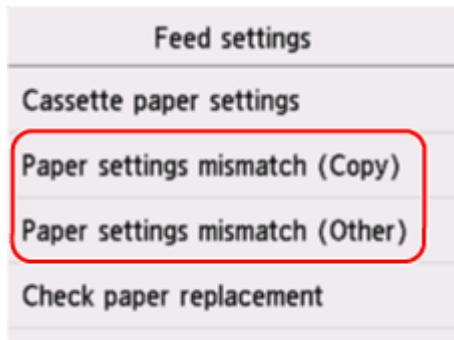 Feed settings
Cassette paper settings
Paper settings mismatch (Copy)
Paper settings mismatch (Other)
Check paper replacement